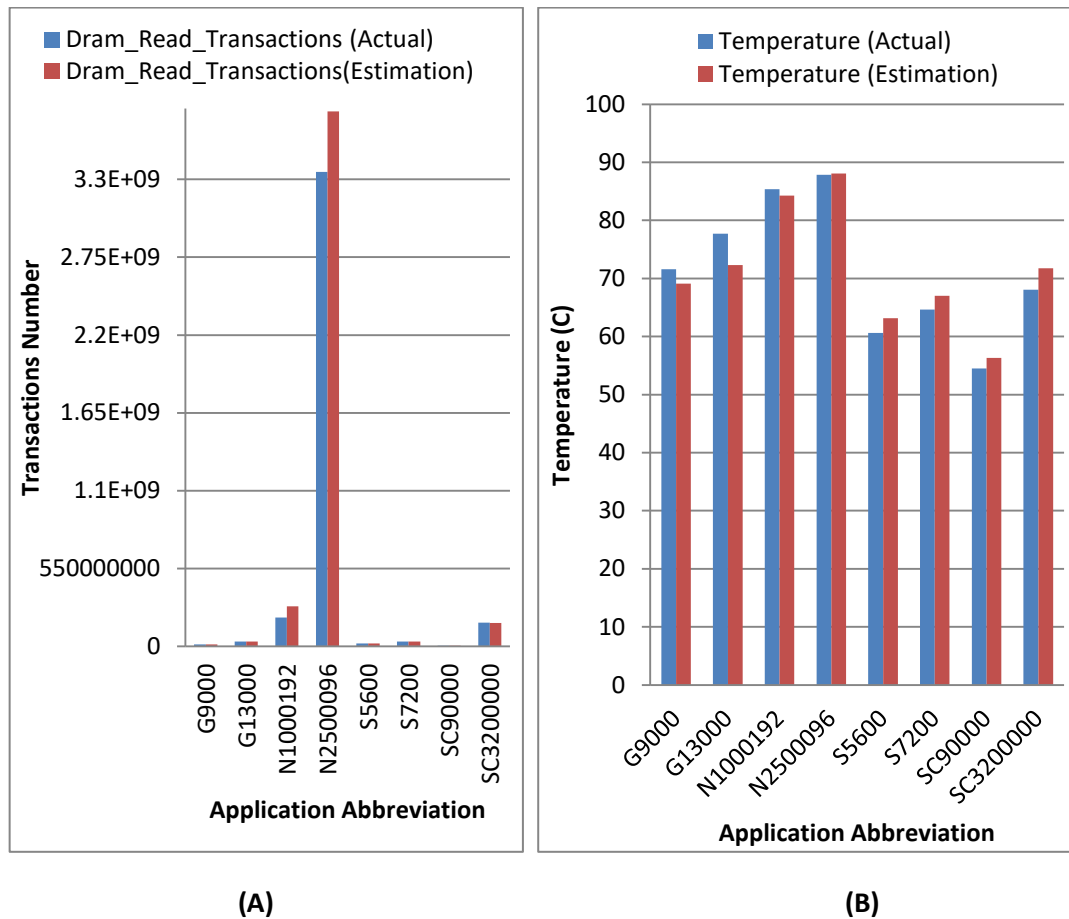 Dram_Read_Transactions (Actual)
Dram_Read_Transactions(Estimation)
Transactions Number
3.3E+09
2.75E+09
2.2E+09
1.65E+09
1.1E+09
550000000
0
G9000
G13000
N1000192
N2500096
S5600
S7200
SC90000
SC3200000
Application Abbreviation
(A)
Temperature (Actual)
Temperature (Estimation)
Temperature (C)
100
90
80
70
60
50
40
30
20
10
0
G9000
G13000
N1000192
N2500096
S5600
S7200
SC90000
SC3200000
Application Abbreviation
(B)